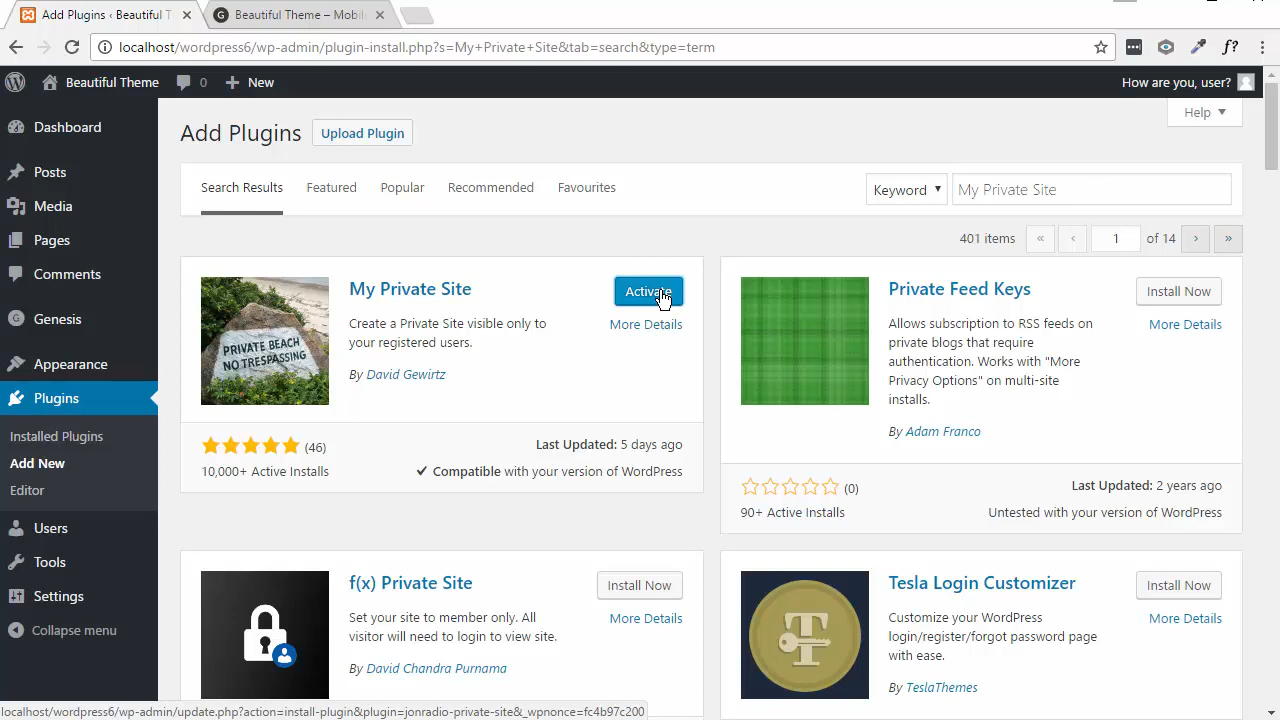 Add Plugins ‹ Beautiful T
Beautiful Theme – Mobil
localhost/wordpress6/wp-admin/plugin-install.php?s=My+Private+Site&tab=search&type=term
f?
Beautiful Theme
0
New
How are you, user?
Dashboard
Posts
Media
Pages
Comments
Genesis
Appearance
Plugins
Installed Plugins
Add New
Editor
Users
Tools
Settings
Collapse menu
Help
Add Plugins
Upload Plugin
Search Results
Featured
Popular
Recommended
Favourites
Keyword
My Private Site
401 items
«
‹
1
of 14
›
»
PRIVATE BEACH
NO TRESPASSING
My Private Site
Activate
More Details
Create a Private Site visible only to
your registered users.
By David Gewirtz
(46)
10,000+ Active Installs
Last Updated: 5 days ago
Compatible with your version of WordPress
Private Feed Keys
Install Now
More Details
Allows subscription to RSS feeds on
private blogs that require
authentication. Works with "More
Privacy Options" on multi-site
installs.
By Adam Franco
(0)
90+ Active Installs
Last Updated: 2 years ago
Untested with your version of WordPress
f(x) Private Site
Install Now
More Details
Set your site to member only. All
visitor will need to login to view site.
By David Chandra Purnama
Tesla Login Customizer
Install Now
More Details
Customize your WordPress
login/register/forgot password page
with ease.
By TeslaThemes
localhost/wordpress6/wp-admin/update.php?action=install-plugin&plugin=jonradio-private-site&_wpnonce=fc4b97c200